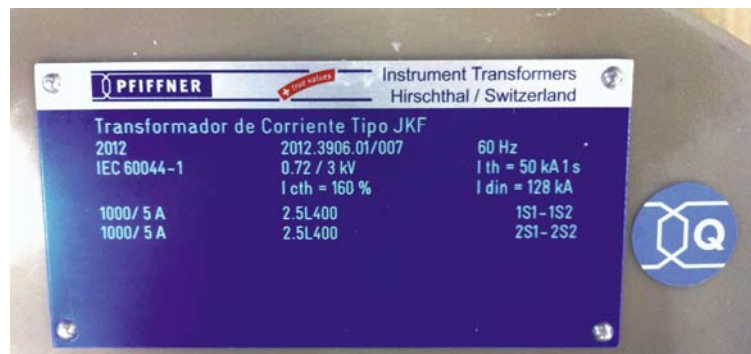 PFIFFNER
true values
Instrument Transformers
Hirschthal / Switzerland
Transformador de Corriente Tipo JKF
2012 2012.3906.01/007 60 Hz
IEC 60044-1 0.72 / 3 kV I th = 50 kA 1 s
I cth = 160 % I din = 128 kA
1000/ 5 A 2.5L400 1S1-1S2
1000/ 5 A 2.5L400 2S1-2S2
Q